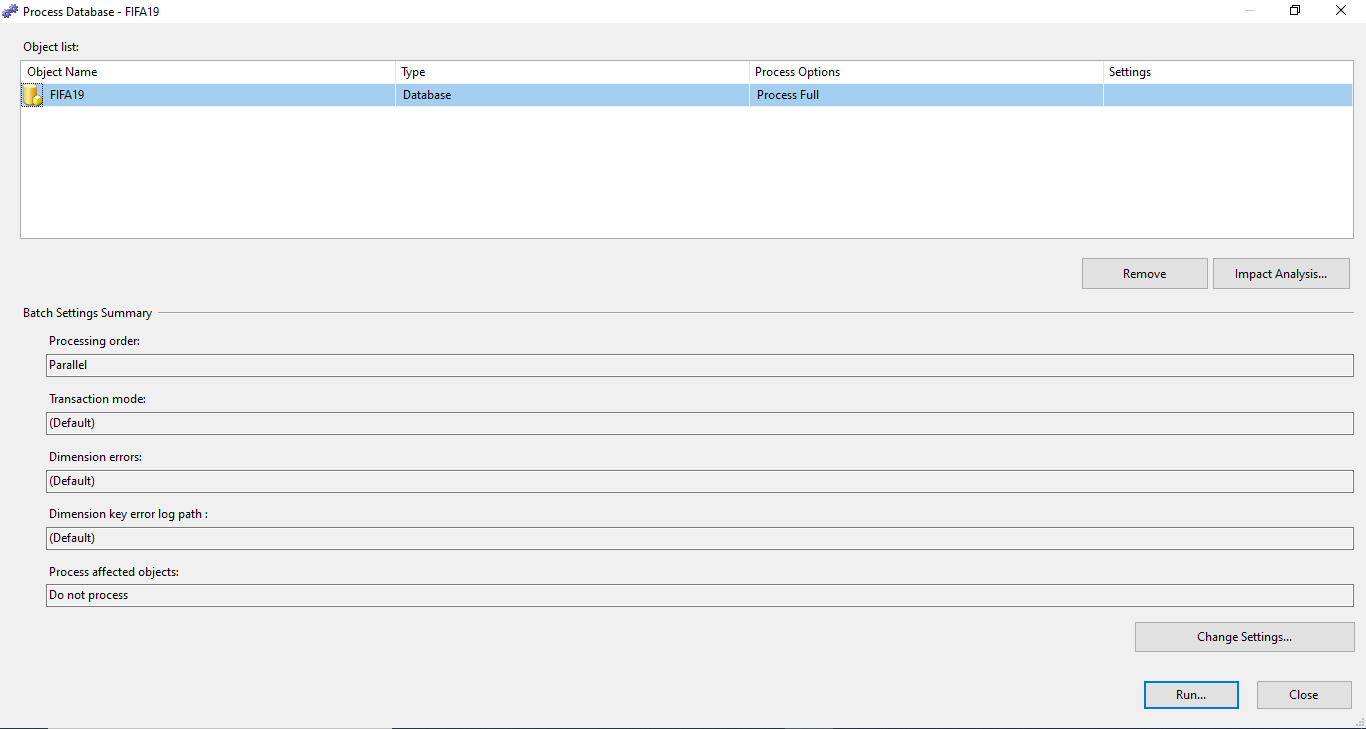 Process Database - FIFA19
Object list:
Object Name Type Process Options Settings
FIFA19 Database Process Full
Remove Impact Analysis...
Batch Settings Summary
Processing order:
Parallel
Transaction mode:
(Default)
Dimension errors:
(Default)
Dimension key error log path :
(Default)
Process affected objects:
Do not process
Change Settings...
Run... Close